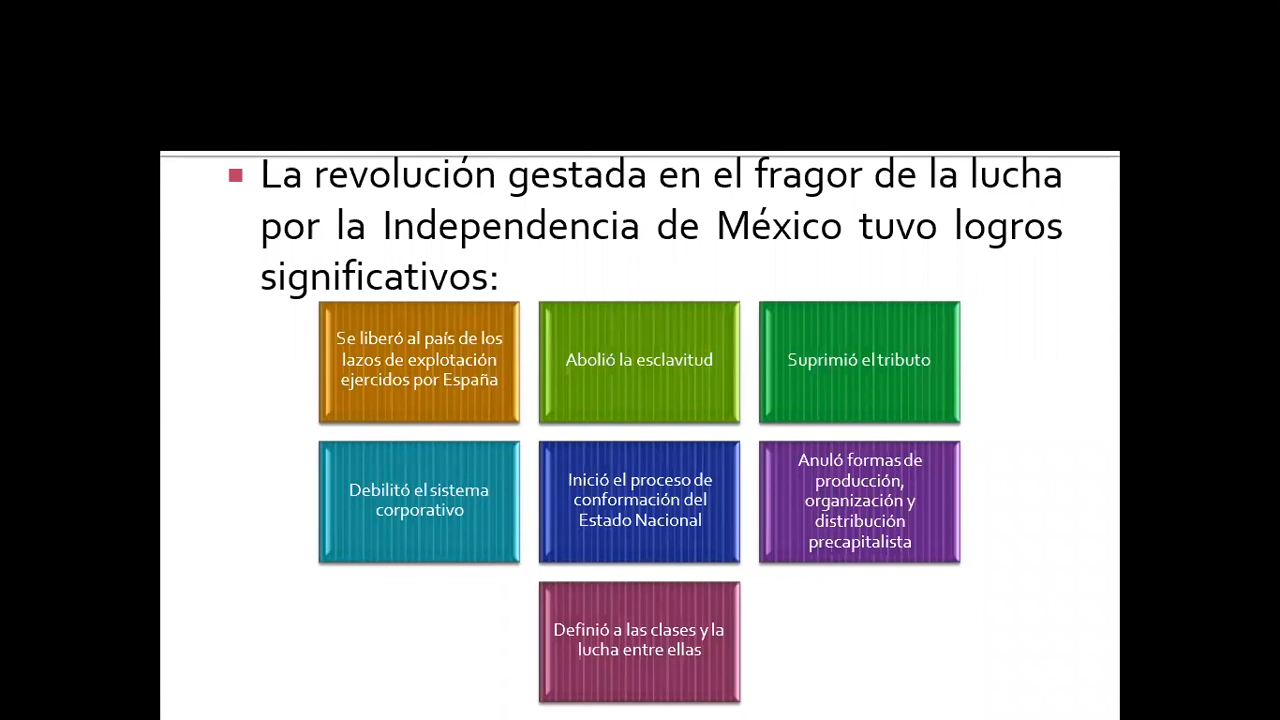 La revolución gestada en el fragor de la lucha
por la Independencia de México tuvo logros
significativos:
Se liberó al país de los
lazos de explotación
ejercidos por España
Abolió la esclavitud
Suprimió el tributo
Debilitó el sistema
corporativo
Inició el proceso de
conformación del
Estado Nacional
Anuló formas de
producción,
organización y
distribución
precapitalista
Definió a las clases y la
lucha entre ellas